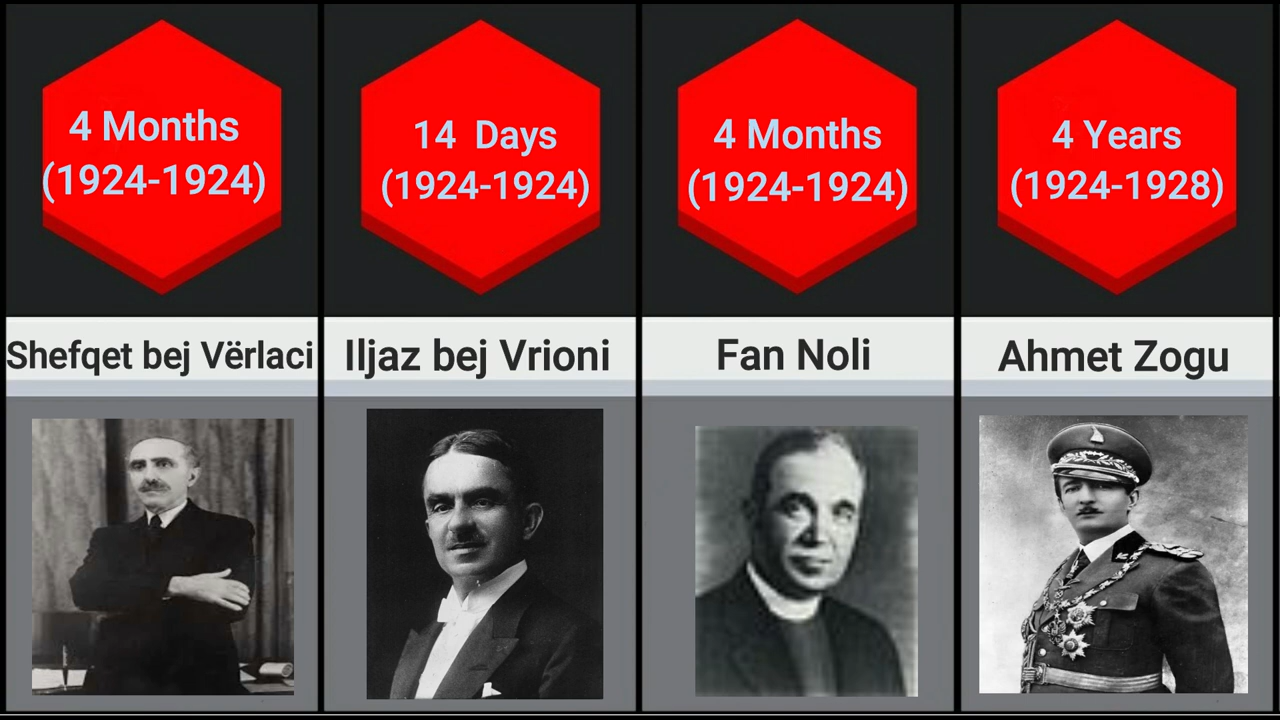 4 Months
(1924-1924)
14 Days
(1924-1924)
4 Months
(1924-1924)
4 Years
(1924-1928)
Shefqet bej Vërlaci
Iljaz bej Vrioni
Fan Noli
Ahmet Zogu